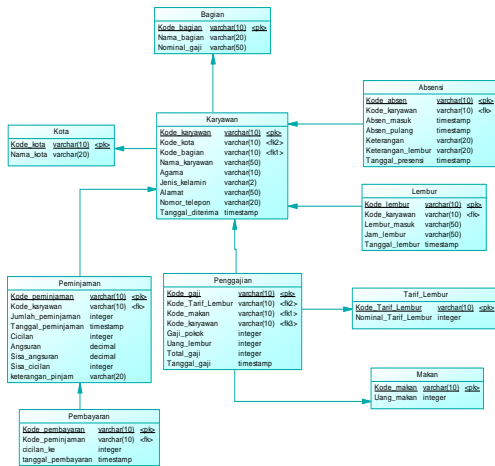 Bagian
Kode_bagian varchar(10) <pk>
Nama_bagian varchar(20)
Nominal_gaji varchar(50)
Karyawan
Kode_karyawan varchar(10) <pk>
Kode_kota varchar(10) <fk2>
Kode_bagian varchar(10) <fk1>
Nama_karyawan varchar(50)
Agama varchar(10)
Jenis_kelamin varchar(2)
Alamat varchar(50)
Nomor_telepon varchar(20)
Tanggal_diterima timestamp
Absensi
Kode_absen varchar(10) <pk>
Kode_karyawan varchar(10) <fk>
Absen_masuk timestamp
Absen_pulang timestamp
Keterangan varchar(20)
Keterangan_lembur varchar(20)
Tanggal_presensi timestamp
Kota
Kode_kota varchar(10) <pk>
Nama_kota varchar(20)
Lembur
Kode_lembur varchar(10) <pk>
Kode_karyawan varchar(10) <fk>
Lembur_masuk varchar(50)
Jam_lembur varchar(50)
Tanggal_lembur timestamp
Peminjaman
Kode_peminjaman varchar(10) <pk>
Kode_karyawan varchar(10) <fk>
Jumlah_peminjaman integer
Tanggal_peminjaman timestamp
Cicilan integer
Angsuran decimal
Sisa_angsuran decimal
Sisa_cicilan integer
keterangan_pinjam varchar(20)
Penggajian
Kode_gaji varchar(10) <pk>
Kode_Tarif_Lembur varchar(10) <fk2>
Kode_makan varchar(10) <fk1>
Kode_karyawan varchar(10) <fk3>
Gaji_pokok integer
Uang_lembur integer
Total_gaji integer
Tanggal_gaji timestamp
Tarif_Lembur
Kode_Tarif_Lembur varchar(10) <pk>
Nominal_Tarif_Lembur integer
Makan
Kode_makan varchar(10) <pk>
Uang_makan integer
Pembayaran
Kode_pembayaran varchar(10) <pk>
Kode_peminjaman varchar(10) <fk>
cicilan_ke integer
tanggal_pembayaran timestamp